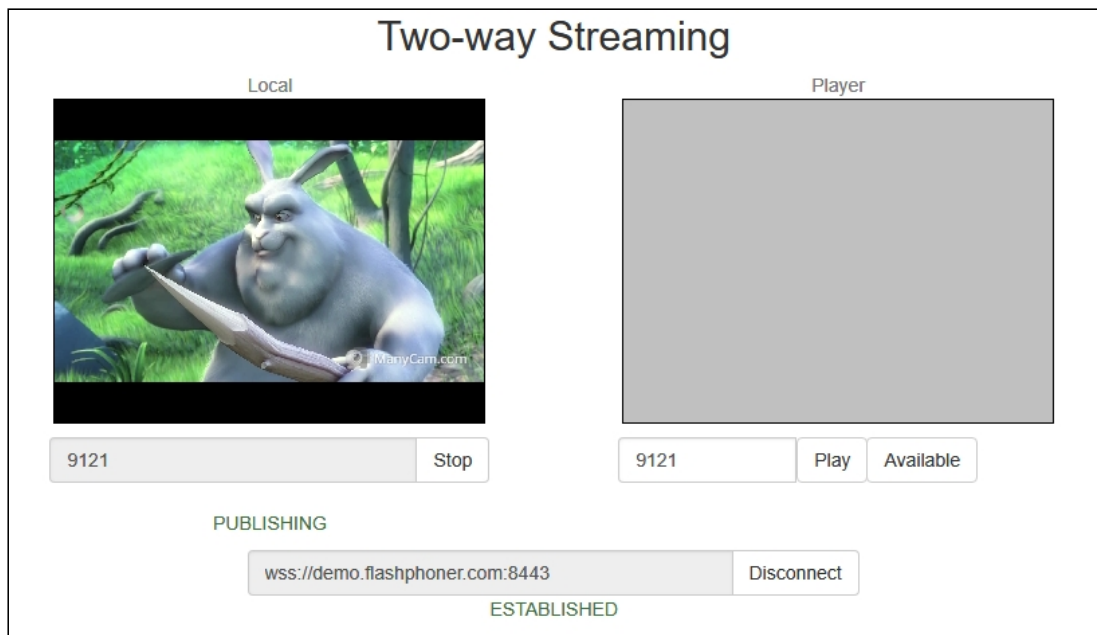 Two-way Streaming
Local
Player
ManyCam.com
9121
Stop
9121
Play
Available
PUBLISHING
wss://demo.flashphoner.com:8443
Disconnect
ESTABLISHED